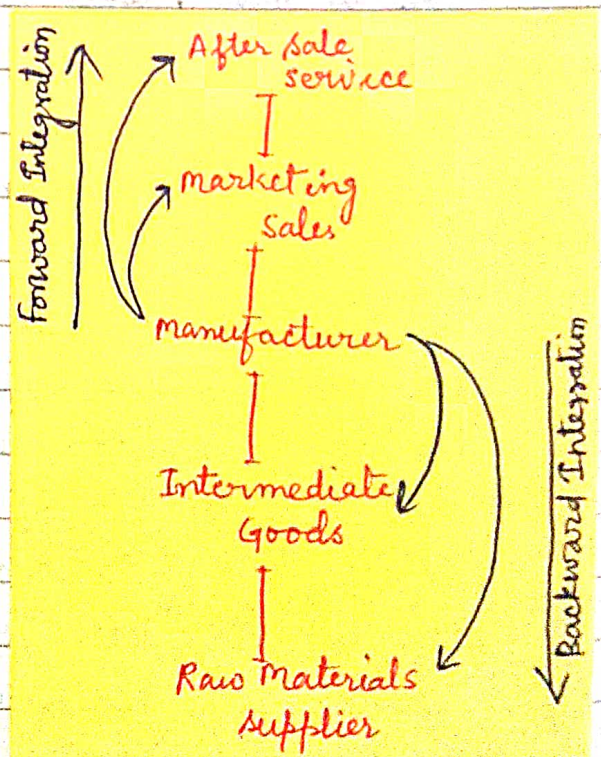 Forward Integration
After sale
service
Marketing
Sales
Manufacturer
Intermediate
Goods
Raw Materials
supplier
Backward Integration